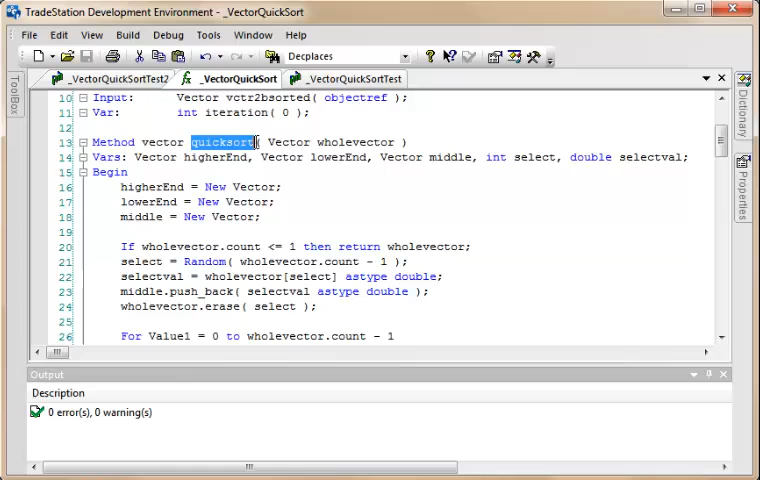 TradeStation Development Environment - _VectorQuickSort
File Edit View Build Debug Tools Window Help
Decplaces
_VectorQuickSortTest2 _VectorQuickSort _VectorQuickSortTest
ToolBox
Dictionary
Properties
10 Input: Vector vctr2bsorted( objectref );
11 Var: int iteration( 0 );
12
13 Method vector quicksort( Vector wholevector )
14 Vars: Vector higherEnd, Vector lowerEnd, Vector middle, int select, double selectval;
15 Begin
16 higherEnd = New Vector;
17 lowerEnd = New Vector;
18 middle = New Vector;
19
20 If wholevector.count <= 1 then return wholevector;
21 select = Random( wholevector.count - 1 );
22 selectval = wholevector[select] astype double;
23 middle.push_back( selectval astype double );
24 wholevector.erase( select );
25
26 For Value1 = 0 to wholevector.count - 1
Output
Description
0 error(s), 0 warning(s)